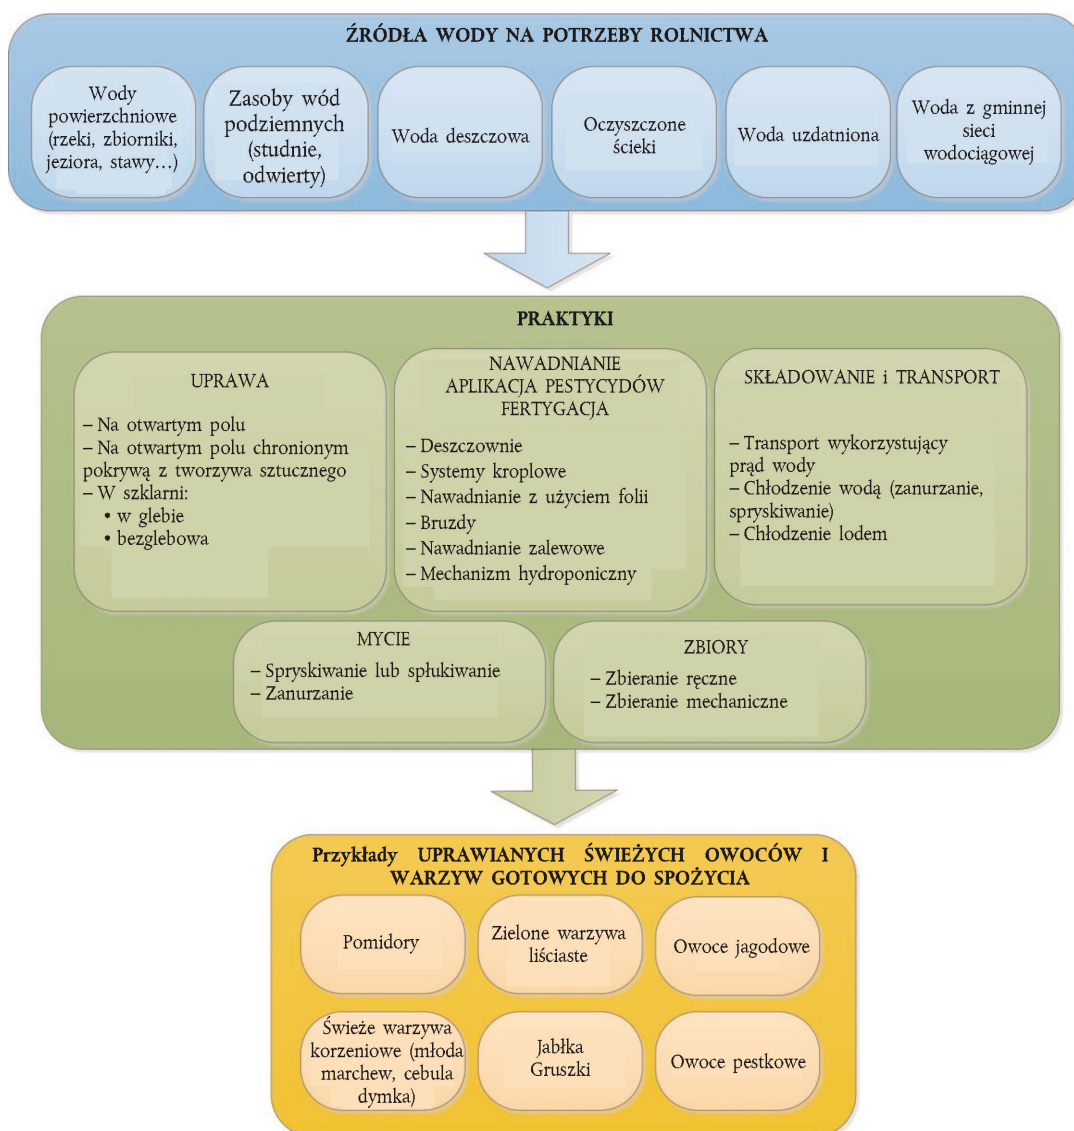 ŹRÓDŁA WODY NA POTRZEBY ROLNICTWA
Wody
powierzchniowe
(rzeki, zbiorniki,
jeziora, stawy...)
Zasoby wód
podziemnych
(studnie,
odwierty)
Woda deszczowa
Oczyszczone
ścieki
Woda uzdatniona
Woda z gminnej
sieci
wodociągowej
PRAKTYKI
UPRAWA
– Na otwartym polu
– Na otwartym polu chronionym
pokrywą z tworzywa sztucznego
– W szklarni:
• w glebie
• bezglebowa
NAWADNIANIE
APLIKACJA PESTYCYDÓW
FERTYGACJA
– Deszczownie
– Systemy kroplowe
– Nawadnianie z użyciem folii
– Bruzdy
– Nawadnianie zalewowe
– Mechanizm hydroponiczny
SKŁADOWANIE i TRANSPORT
– Transport wykorzystujący
prąd wody
– Chłodzenie wodą (zanurzanie,
spryskiwanie)
– Chłodzenie lodem
MYCIE
– Spryskiwanie lub spłukiwanie
– Zanurzanie
ZBIORY
– Zbieranie ręczne
– Zbieranie mechaniczne
Przykłady UPRAWIANYCH ŚWIEŻYCH OWOCÓW I
WARZYW GOTOWYCH DO SPOŻYCIA
Pomidory
Zielone warzywa
liściaste
Owoce jagodowe
Świeże warzywa
korzeniowe (młoda
marchew, cebula
dymka)
Jabłka
Gruszki
Owoce pestkowe